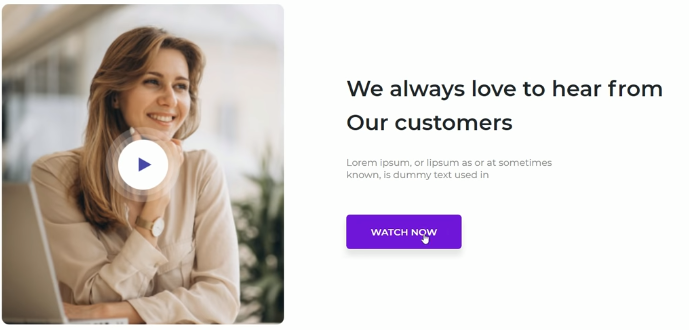 We always love to hear from
Our customers
Lorem ipsum, or lipsum as or at sometimes
known, is dummy text used in
WATCH NOW